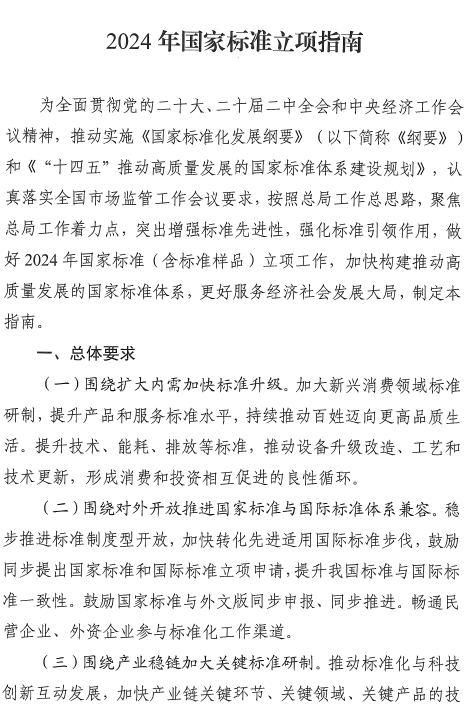 2024 年国家标准立项指南
为全面贯彻党的二十大、二十届二中全会和中央经济工作会
议精神，推动实施《国家标准化发展纲要》（以下简称《纲要》）
和《“十四五”推动高质量发展的国家标准体系建设规划》，认
真落实全国市场监管工作会议要求，按照总局工作总思路，聚焦
总局工作着力点，突出增强标准先进性，强化标准引领作用，做
好 2024 年国家标准（含标准样品）立项工作，加快构建推动高
质量发展的国家标准体系，更好服务经济社会发展大局，制定本
指南。
一、总体要求
（一）围绕扩大内需加快标准升级。加大新兴消费领域标准
研制，提升产品和服务标准水平，持续推动百姓迈向更高品质生
活。提升技术、能耗、排放等标准，推动设备升级改造、工艺和
技术更新，形成消费和投资相互促进的良性循环。
（二）围绕对外开放推进国家标准与国际标准体系兼容。稳
步推进标准制度型开放，加快转化先进适用国际标准步伐，鼓励
同步提出国家标准和国际标准立项申请，提升我国标准与国际标
准一致性。鼓励国家标准与外文版同步申报、同步推进。畅通民
营企业、外资企业参与标准化工作渠道。
（三）围绕产业稳链加大关键标准研制。推动标准化与科技
创新互动发展，加快产业链关键环节、关键领域、关键产品的技